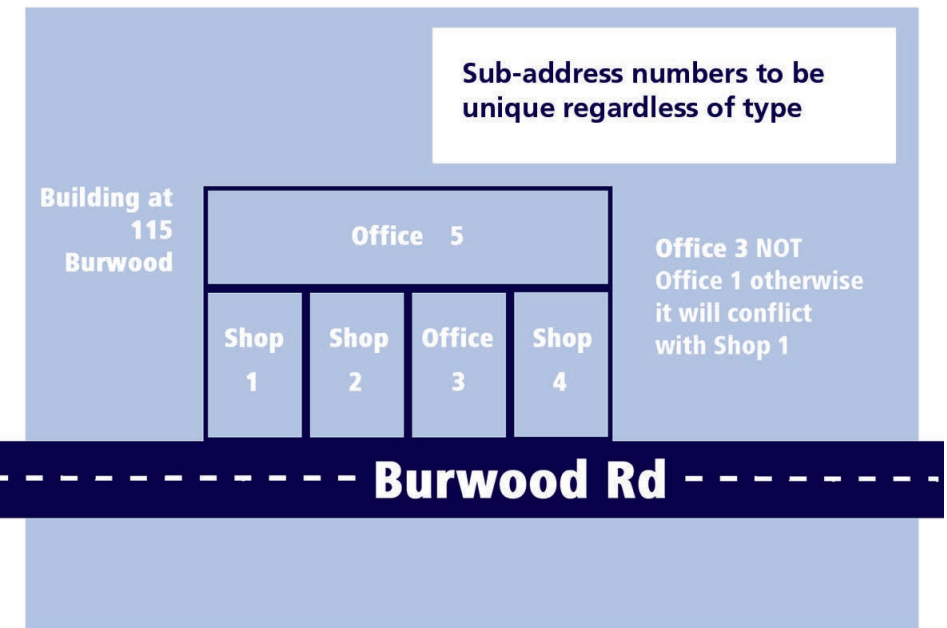 Sub-address numbers to be
unique regardless of type
Building at
115
Burwood
Office 5
Office 3 NOT
Office 1 otherwise
it will conflict
with Shop 1
Shop Shop Office Shop
1 2 3 4
Burwood Rd